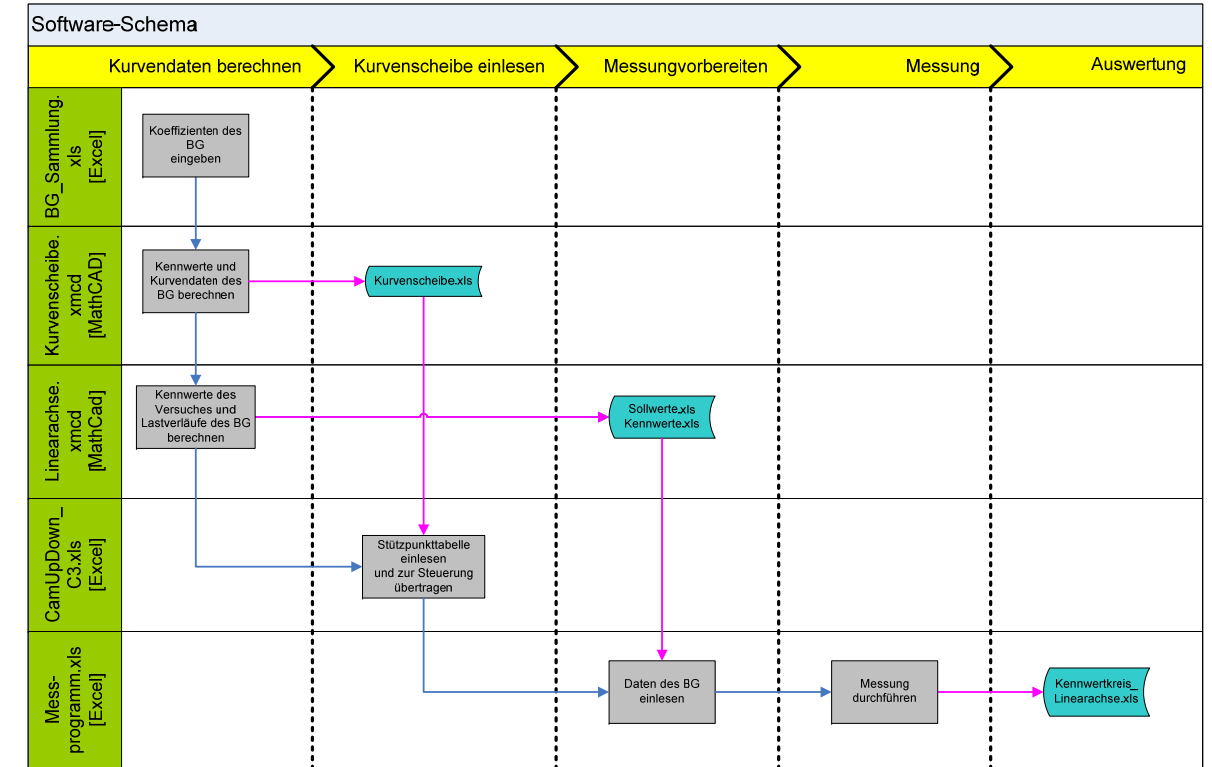 Software-Schema
Kurvendaten berechnen
Kurvenscheibe einlesen
Messungvorbereiten
Messung
Auswertung
BG_Sammlung.
xls
[Excel]
Koeffizienten des
BG
eingeben
Kurvenscheibe.
xmcd
[MathCAD]
Kennwerte und
Kurvendaten des
BG berechnen
Kurvenscheibe.xls
Linearachse.
xmcd
[MathCad]
Kennwerte des
Versuches und
Lastverläufe des BG
berechnen
Sollwerte.xls
Kennwerte.xls
CamUpDown_
C3.xls
[Excel]
Stützpunkttabelle
einlesen
und zur Steuerung
übertragen
Mess-
programm.xls
[Excel]
Daten des BG
einlesen
Messung
durchführen
Kennwertkreis_
Linearachse.xls